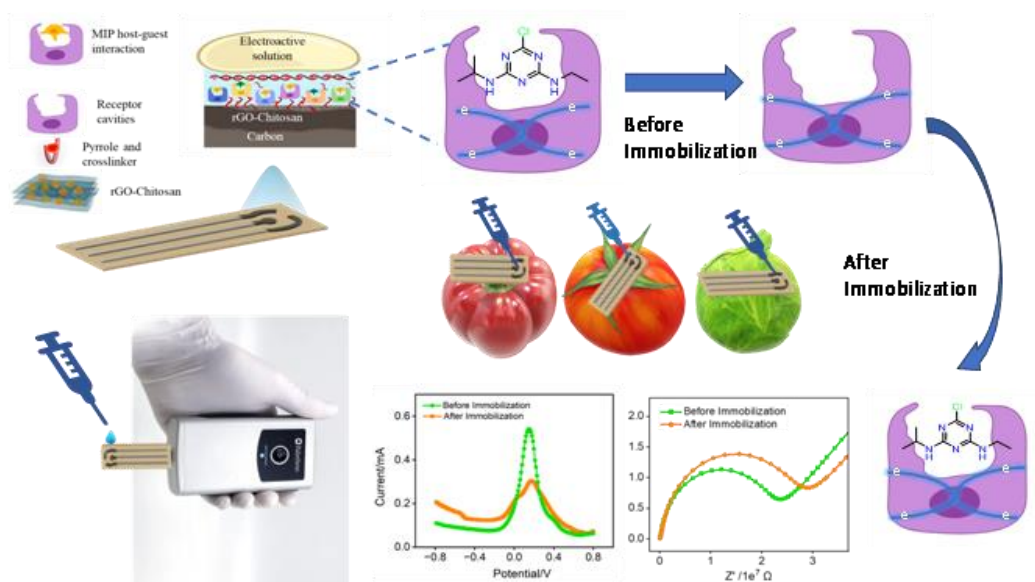 MIP host-guest
interaction
Receptor
cavities
Pyrrole and
crosslinker
rGO-Chitosan
Electroactive
solution
rGO-Chitosan
Carbon
Cl
N
N
N
N
H
N
H
e
e
e
e
Before
Immobilization
e
e
e
e
After
Immobilization
Before Immobilization
After Immobilization
0.6
0.4
0.2
0.0
Current/mA
−0.8
−0.4
0.0
0.4
0.8
Potential/V
Before Immobilization
After Immobilization
2.0
1.5
1.0
0.5
0.0
0
1
2
3
Z' /1e⁷ Ω
Cl
N
N
N
N
H
N
H
e
e
e
e